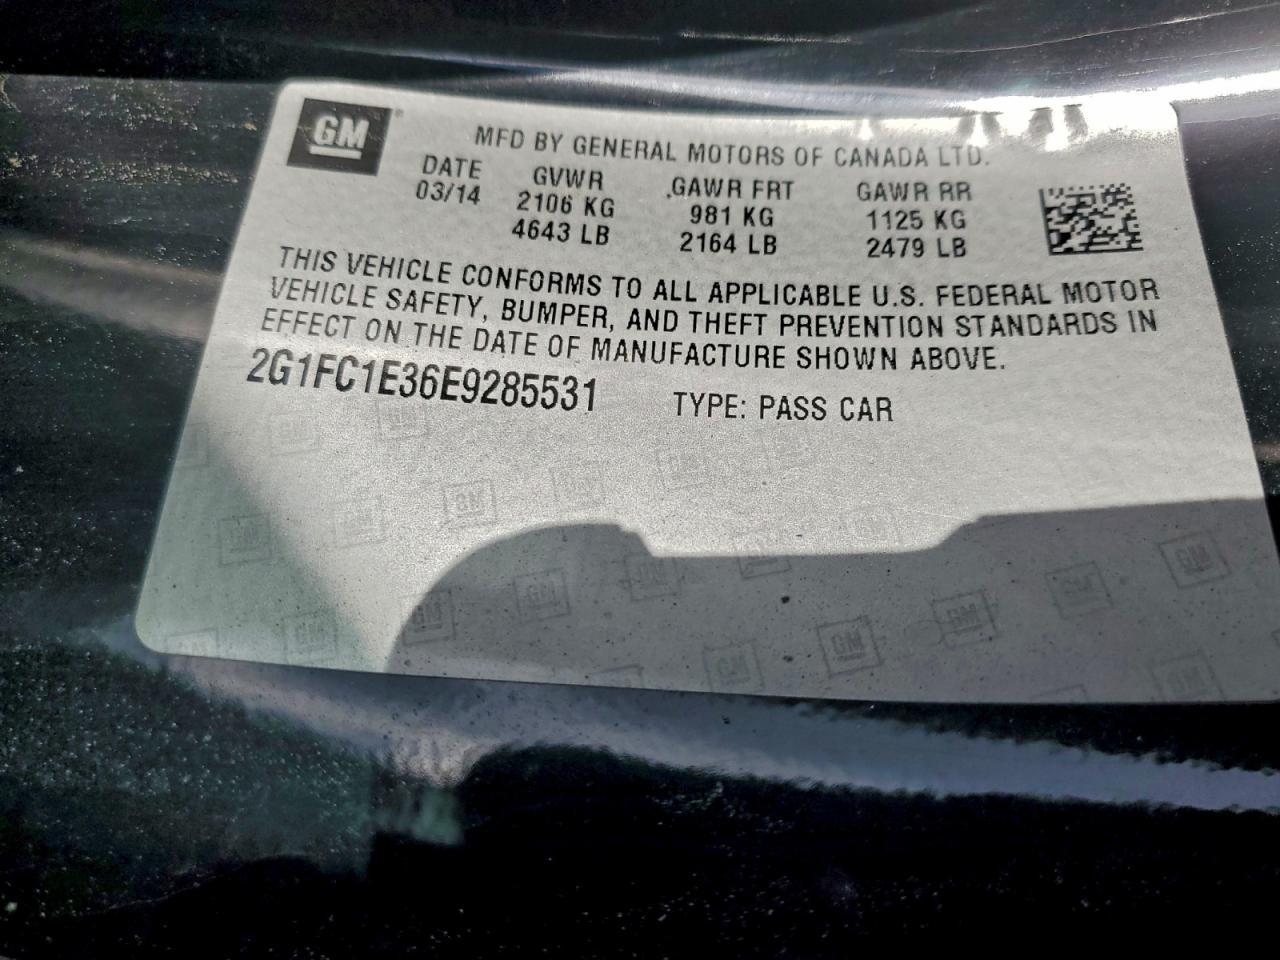 GM
MFD BY GENERAL MOTORS OF CANADA LTD.
DATE GVWR GAWR FRT GAWR RR
03/14 2106 KG 981 KG 1125 KG
4643 LB 2164 LB 2479 LB
THIS VEHICLE CONFORMS TO ALL APPLICABLE U.S. FEDERAL MOTOR
VEHICLE SAFETY, BUMPER, AND THEFT PREVENTION STANDARDS IN
EFFECT ON THE DATE OF MANUFACTURE SHOWN ABOVE.
2G1FC1E36E9285531 TYPE: PASS CAR